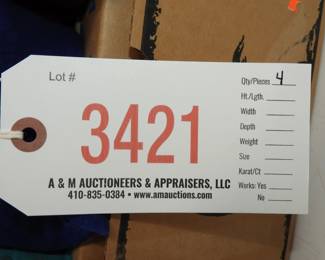 Lot #
3421
A & M AUCTIONEERS & APPRAISERS, LLC
410-835-0384 • www.amauctions.com
Qty/Pieces 4
Ht./Lgth.
Width
Depth
Weight
Size
Karat/Ct
Works: Yes
No